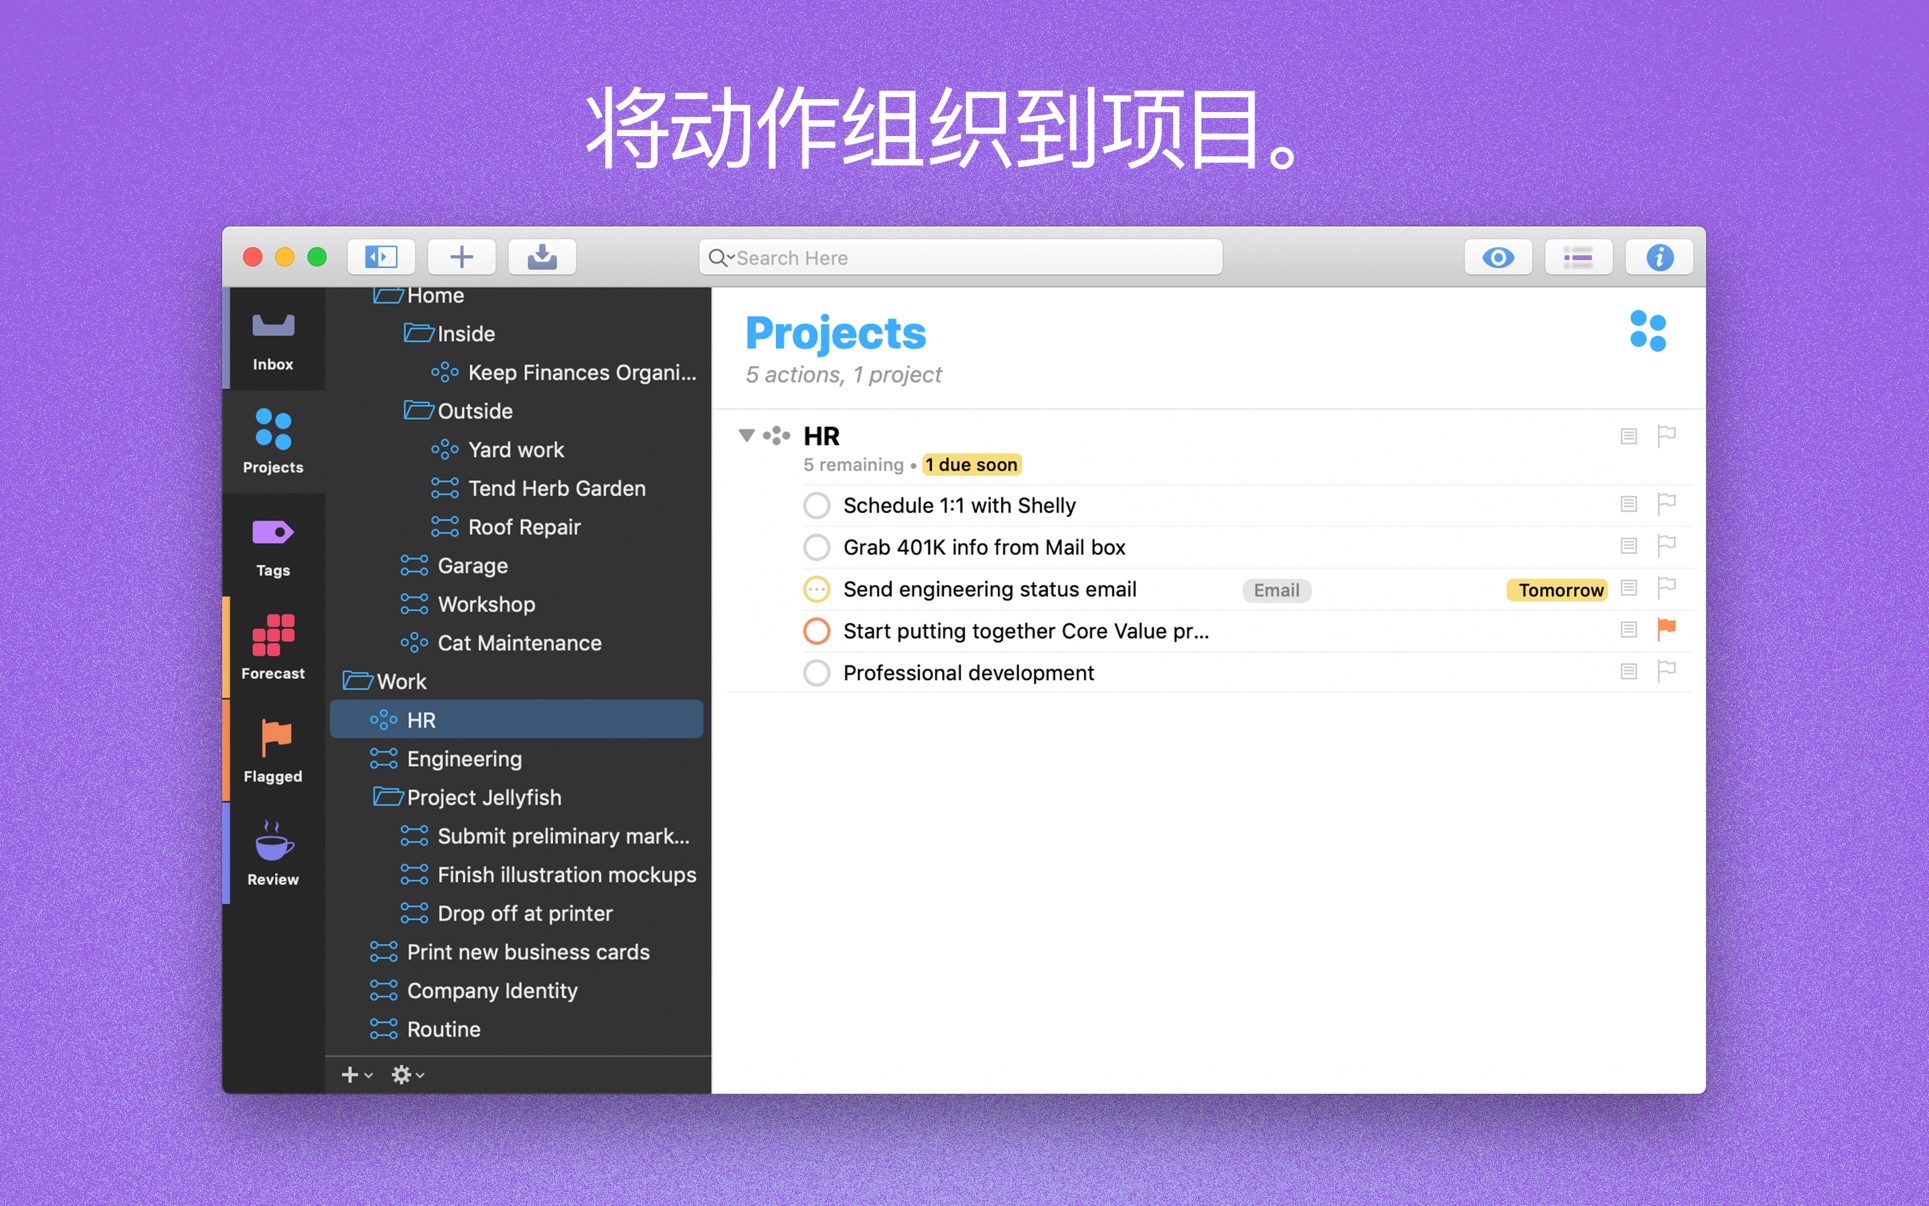 将动作组织到项目。
Search Here
Inbox
Projects
Tags
Forecast
Flagged
Review
Home
Inside
Keep Finances Organi...
Outside
Yard work
Tend Herb Garden
Roof Repair
Garage
Workshop
Cat Maintenance
Work
HR
Engineering
Project Jellyfish
Submit preliminary mark...
Finish illustration mockups
Drop off at printer
Print new business cards
Company Identity
Routine
Projects
5 actions, 1 project
HR
5 remaining • 1 due soon
Schedule 1:1 with Shelly
Grab 401K info from Mail box
Send engineering status email Email Tomorrow
Start putting together Core Value pr...
Professional development